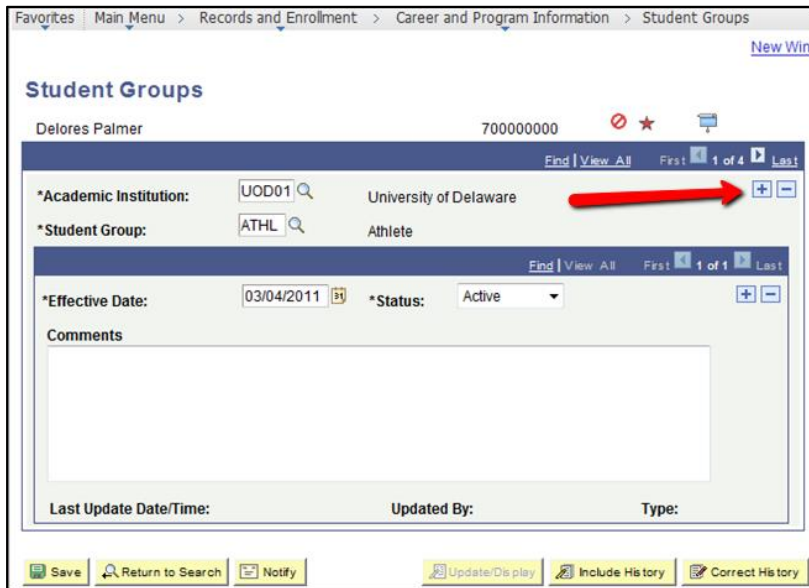 Favorites Main Menu > Records and Enrollment > Career and Program Information > Student Groups
New Win
Student Groups
Delores Palmer 700000000
Find | View All First 1 of 4 Last
*Academic Institution: UOD01 University of Delaware
*Student Group: ATHL Athlete
Find | View All First 1 of 1 Last
*Effective Date: 03/04/2011 31 *Status: Active
Comments
Last Update Date/Time: Updated By: Type:
Save Return to Search Notify Update/Display Include History Correct History